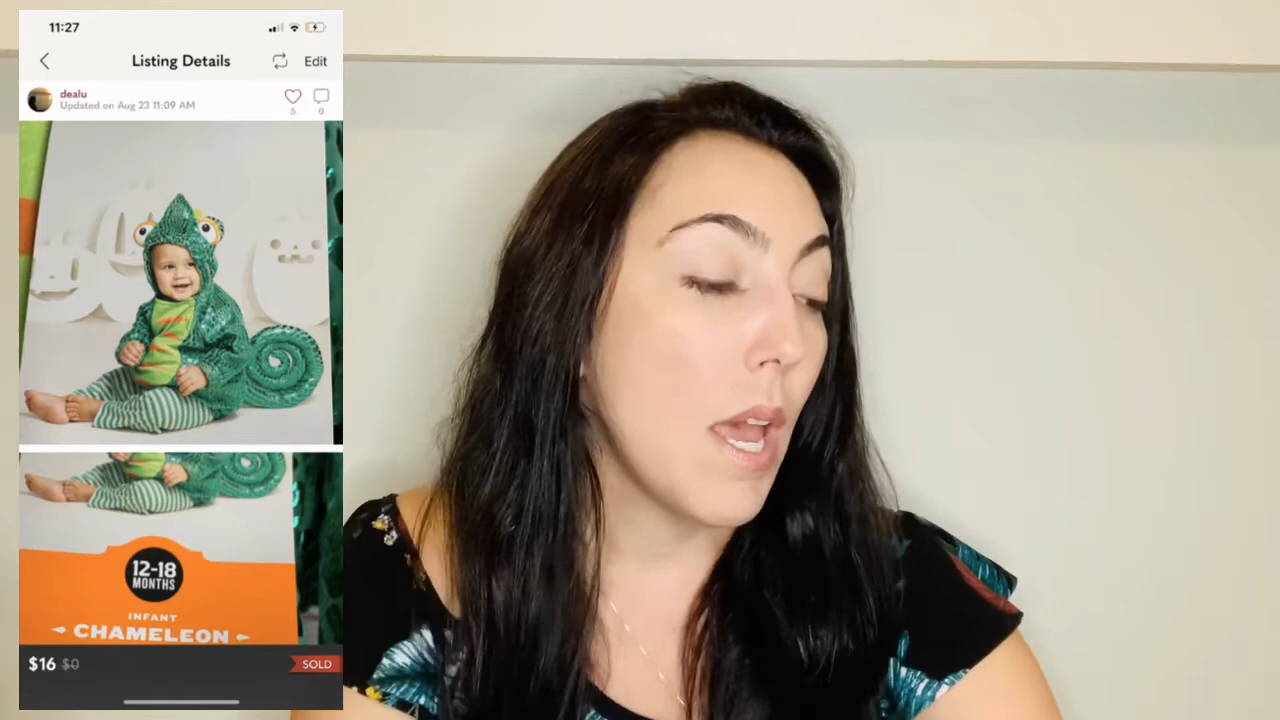 11:27
Listing Details
Edit
dealu
Updated on Aug 23 11:09 AM
5
0
12-18
MONTHS
INFANT
CHAMELEON
$16 $0
SOLD